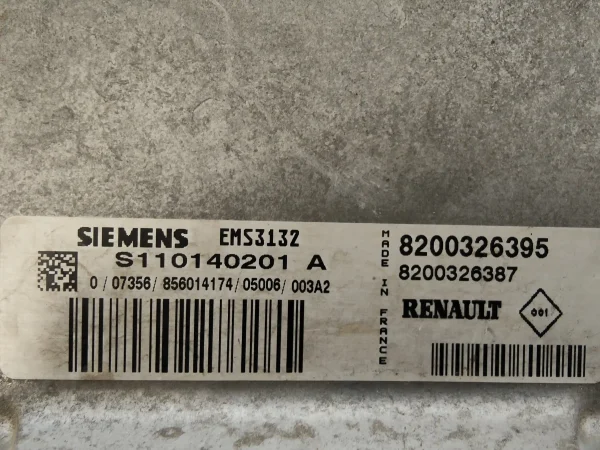 SIEMENS EMS3132
S110140201 A
0 / 07356/ 856014174/ 05006/ 003A2
MADE IN FRANCE
8200326395
8200326387
RENAULT 001